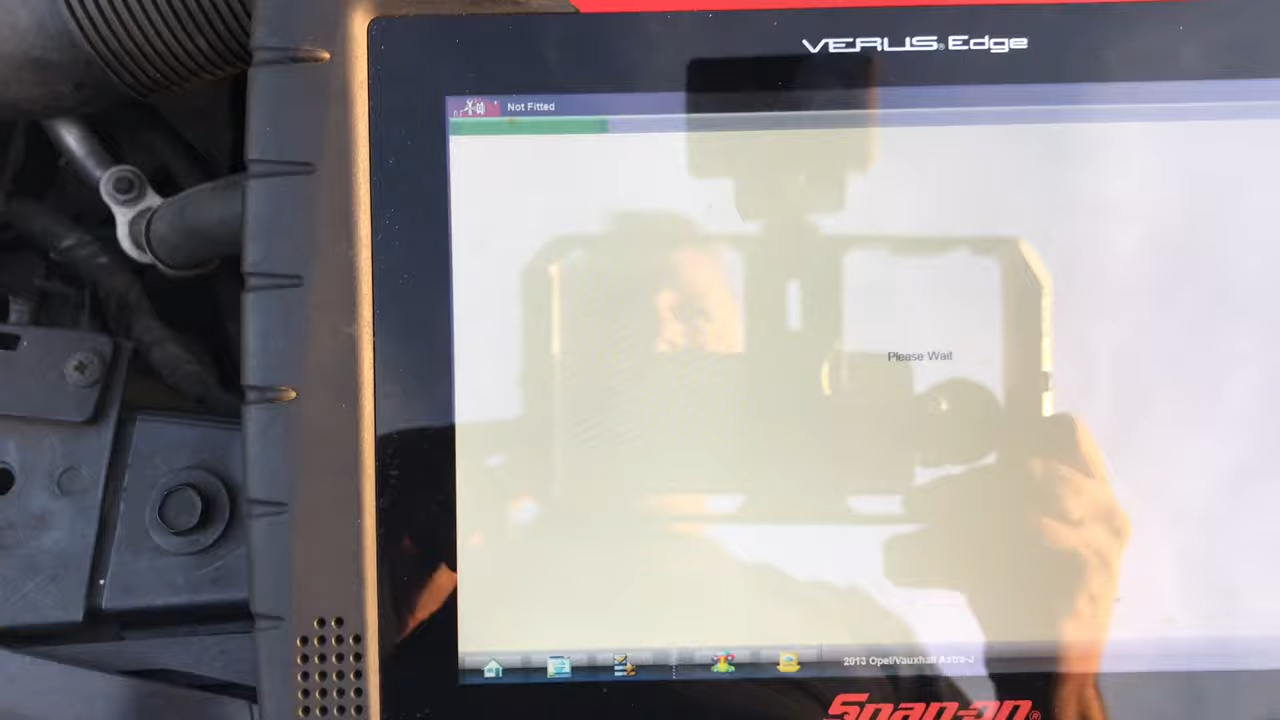 VERUS® Edge
Not Fitted
Please Wait
2013 Opel/Vauxhall Astra-J
Snap-on®